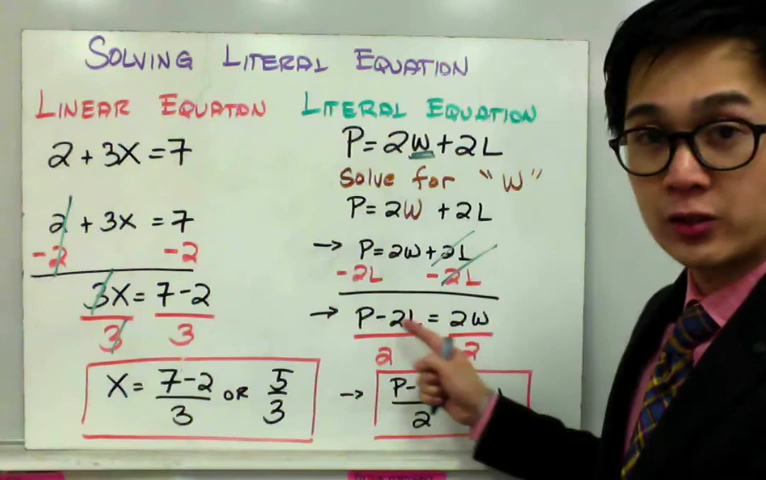 SOLVING LITERAL EQUATION
LINEAR EQUATON
2 + 3X = 7
2 + 3X = 7
-2 -2
3X = 7-2
3 3
X = 7-2/3 OR 5/3
LITERAL EQUATION
P=2W+2L
Solve for "W"
P=2W +2L
→ P=2W+2L
-2L -2L
→ P-2L = 2W
2 2
→ P-/2